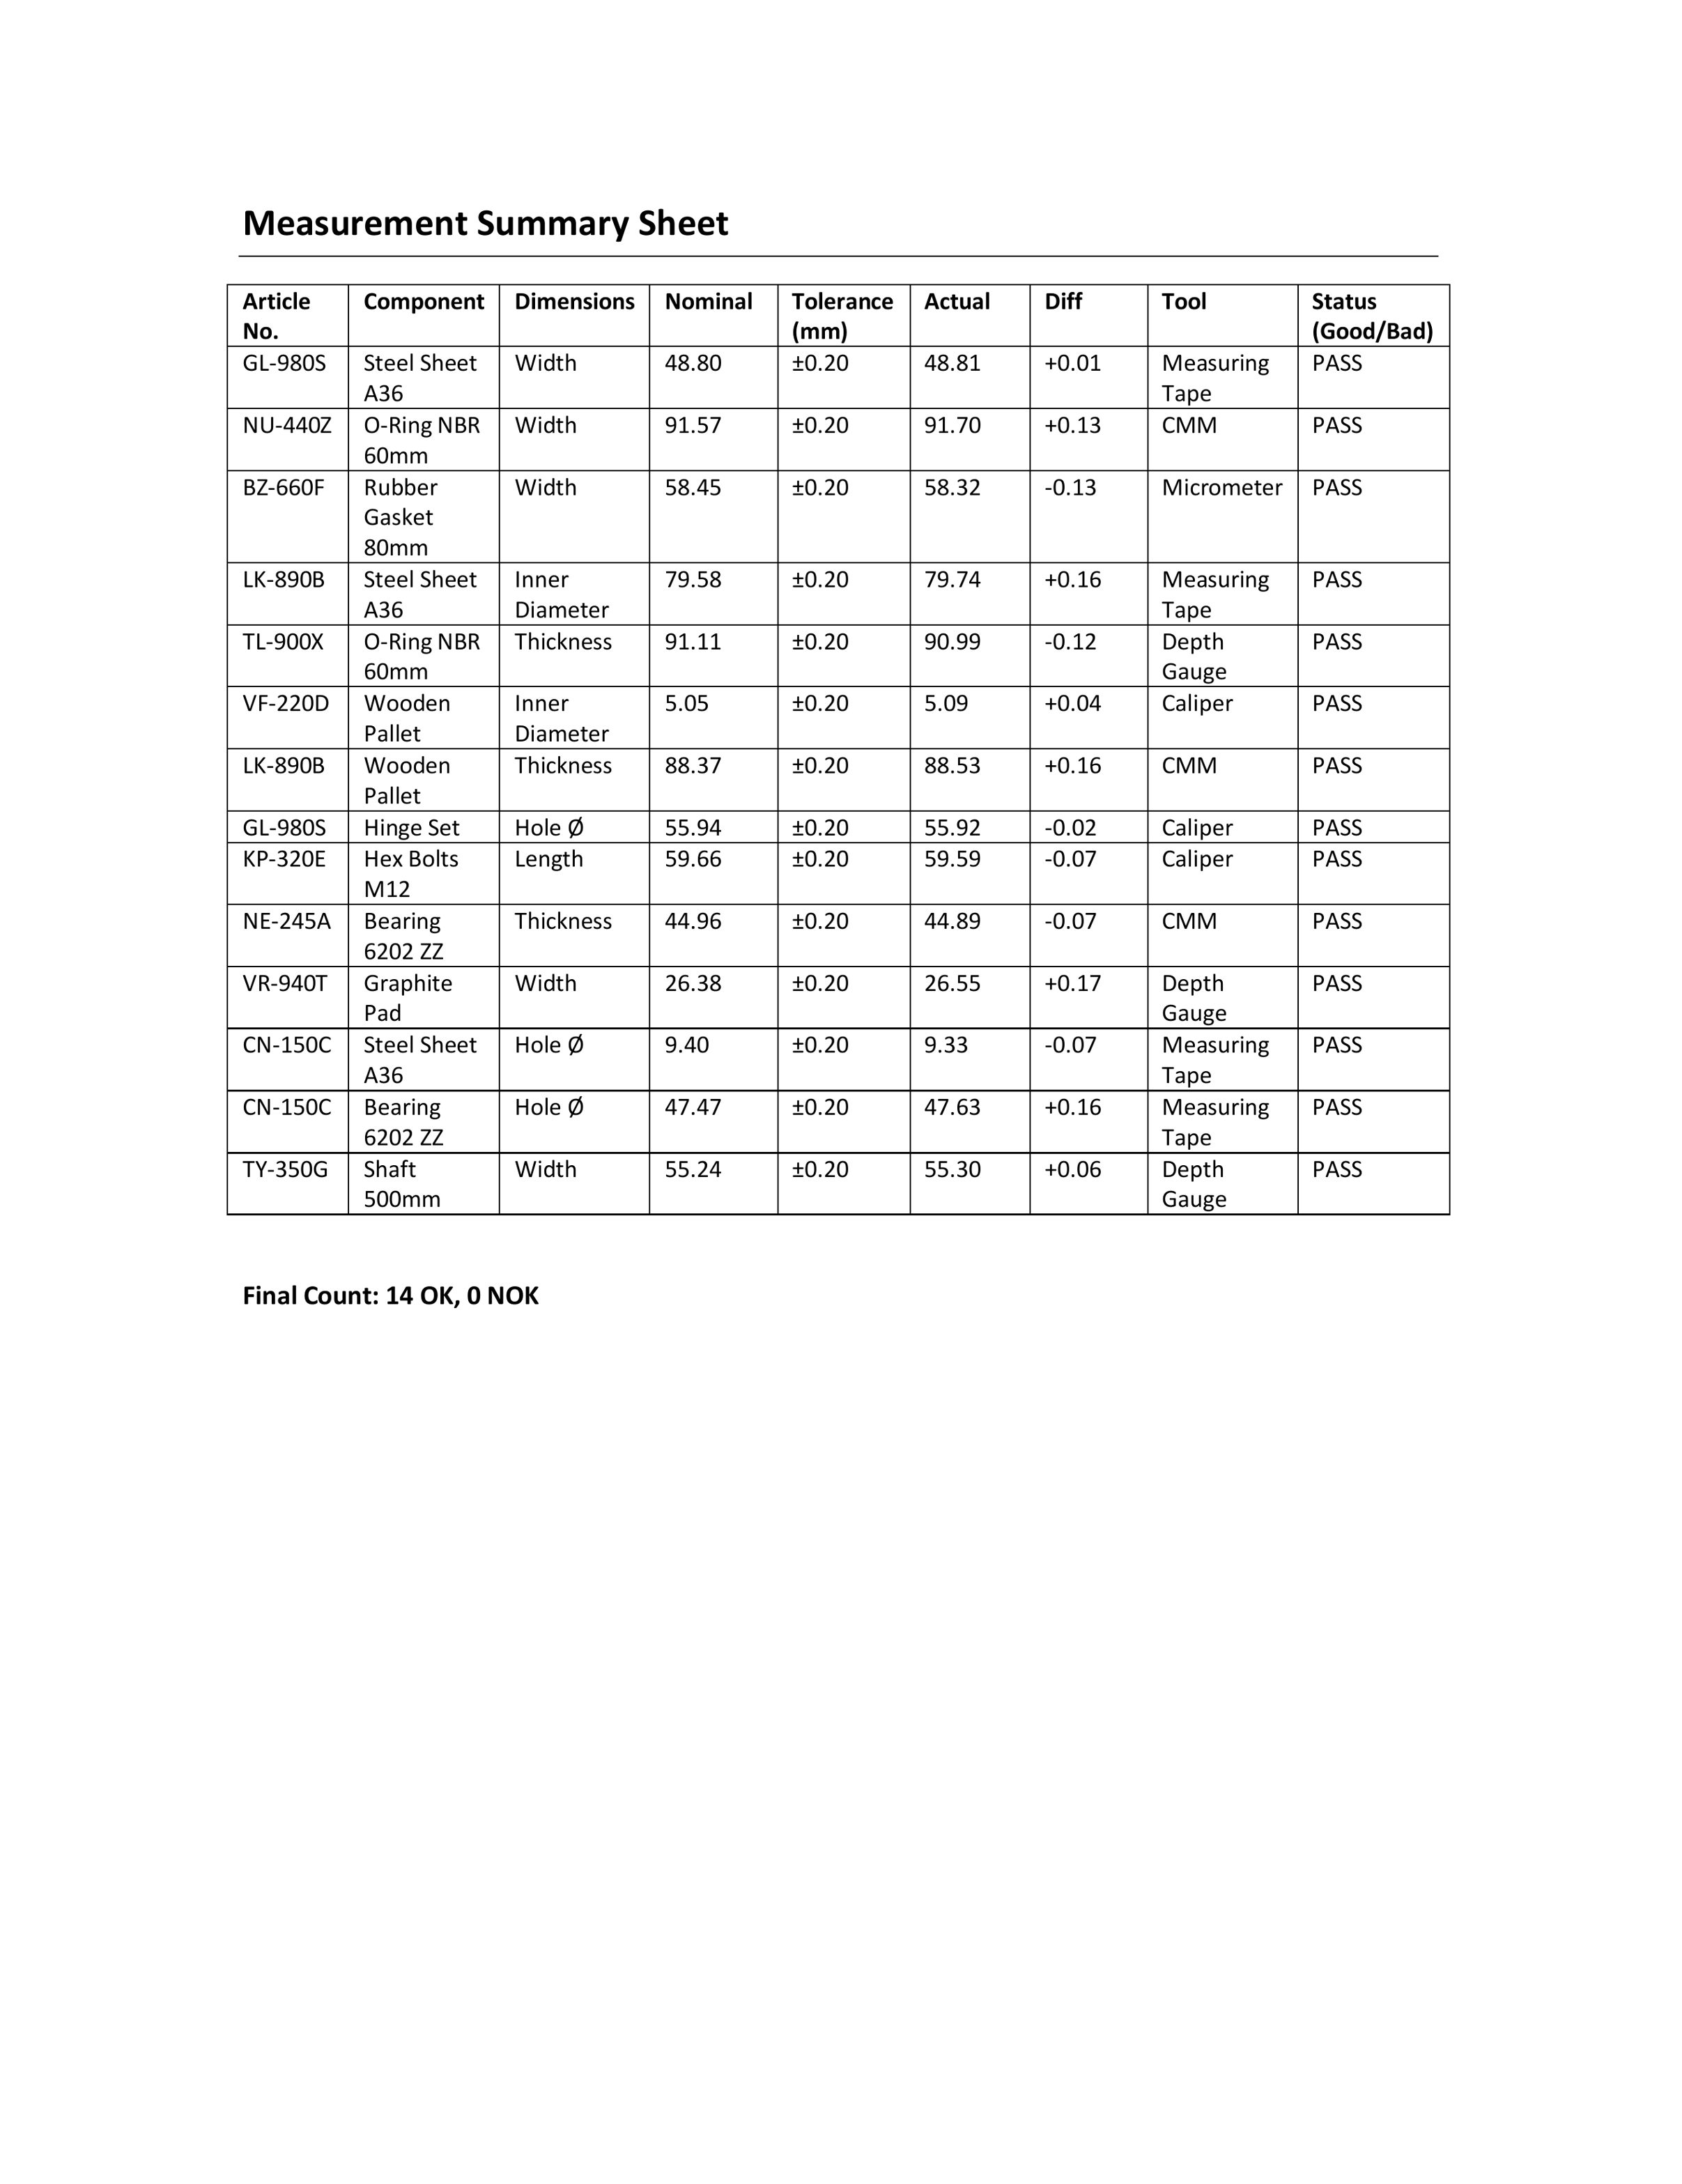 Measurement Summary Sheet
Article No. Component Dimensions Nominal Tolerance (mm) Actual Diff Tool Status (Good/Bad)
GL-980S Steel Sheet A36 Width 48.80 ±0.20 48.81 +0.01 Measuring Tape PASS
NU-440Z O-Ring NBR 60mm Width 91.57 ±0.20 91.70 +0.13 CMM PASS
BZ-660F Rubber Gasket 80mm Width 58.45 ±0.20 58.32 -0.13 Micrometer PASS
LK-890B Steel Sheet A36 Inner Diameter 79.58 ±0.20 79.74 +0.16 Measuring Tape PASS
TL-900X O-Ring NBR 60mm Thickness 91.11 ±0.20 90.99 -0.12 Depth Gauge PASS
VF-220D Wooden Pallet Inner Diameter 5.05 ±0.20 5.09 +0.04 Caliper PASS
LK-890B Wooden Pallet Thickness 88.37 ±0.20 88.53 +0.16 CMM PASS
GL-980S Hinge Set Hole Ø 55.94 ±0.20 55.92 -0.02 Caliper PASS
KP-320E Hex Bolts M12 Length 59.66 ±0.20 59.59 -0.07 Caliper PASS
NE-245A Bearing 6202 ZZ Thickness 44.96 ±0.20 44.89 -0.07 CMM PASS
VR-940T Graphite Pad Width 26.38 ±0.20 26.55 +0.17 Depth Gauge PASS
CN-150C Steel Sheet A36 Hole Ø 9.40 ±0.20 9.33 -0.07 Measuring Tape PASS
CN-150C Bearing 6202 ZZ Hole Ø 47.47 ±0.20 47.63 +0.16 Measuring Tape PASS
TY-350G Shaft 500mm Width 55.24 ±0.20 55.30 +0.06 Depth Gauge PASS
Final Count: 14 OK, 0 NOK